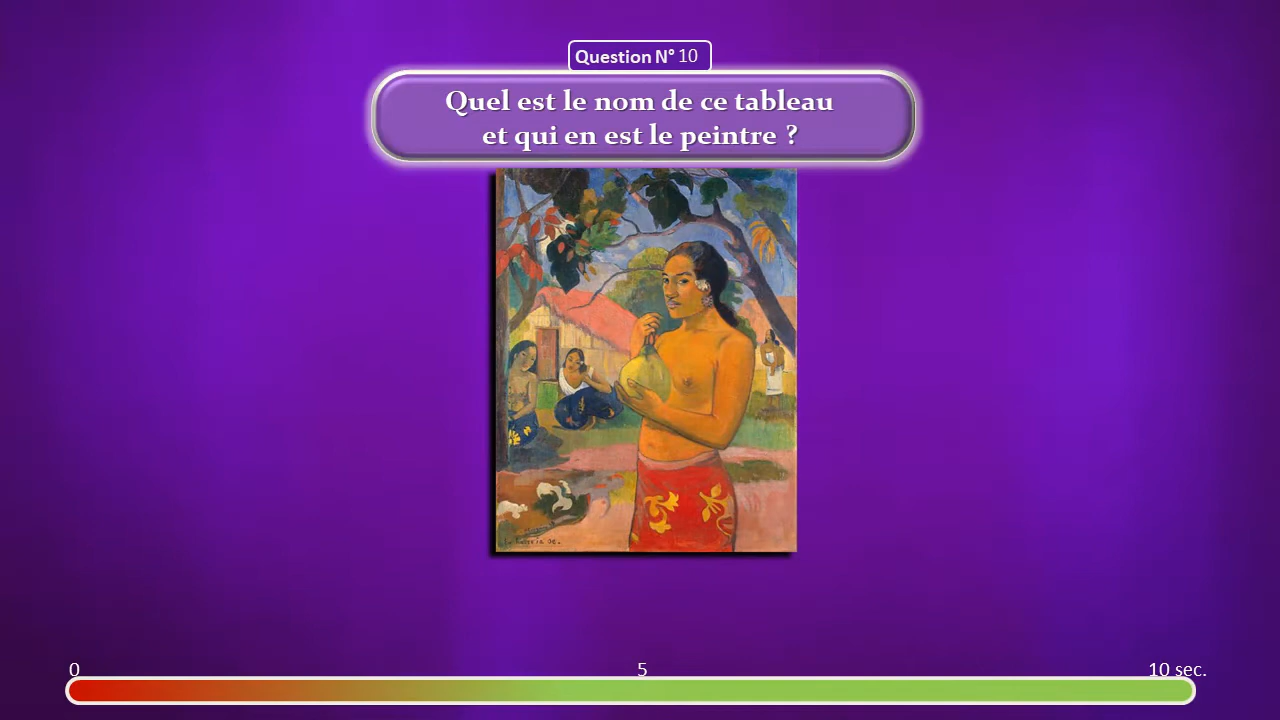 Question N° 10
Quel est le nom de ce tableau
et qui en est le peintre ?
0
5
10 sec.